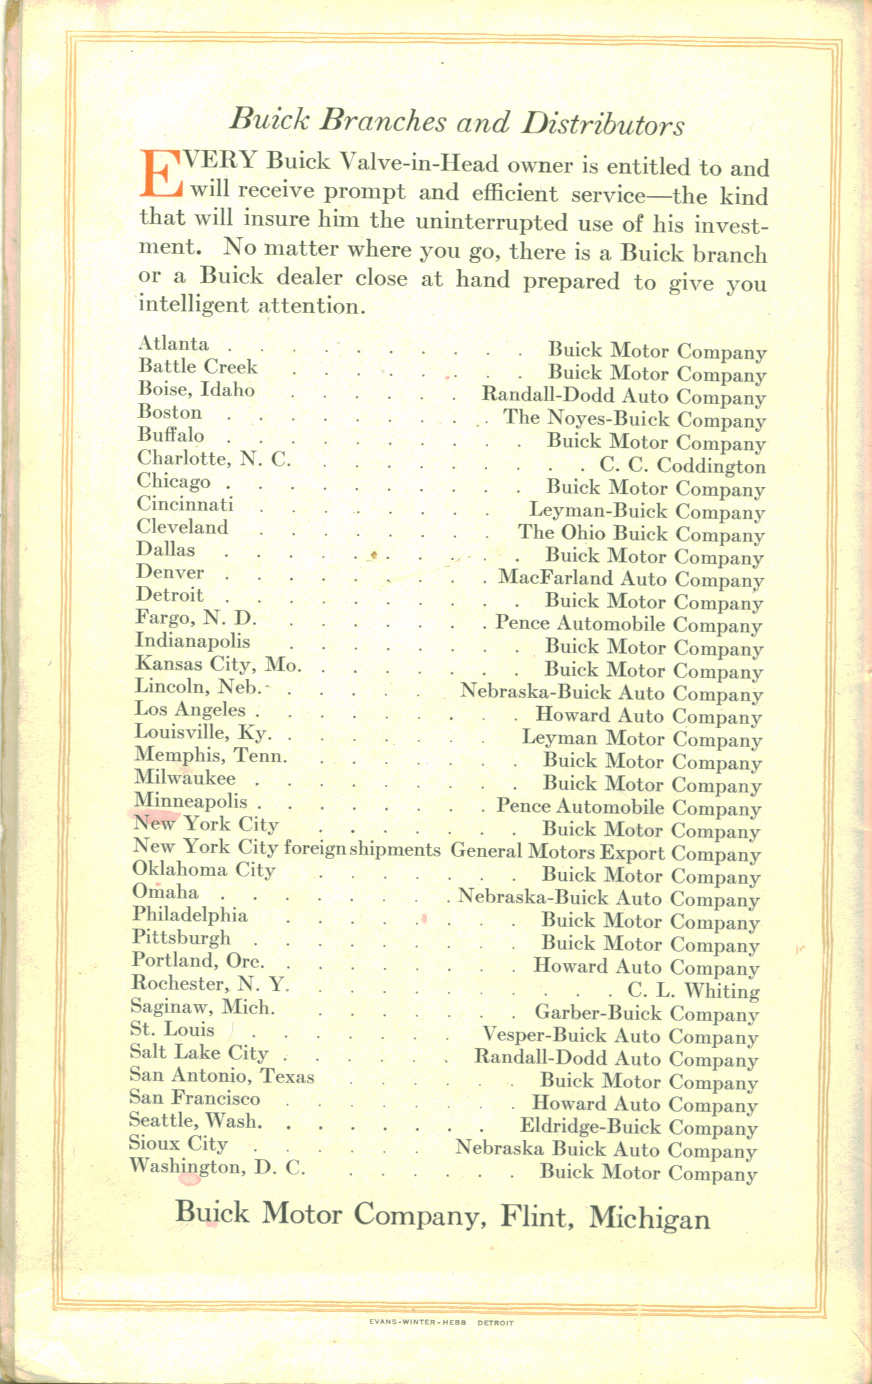 Buick Branches and Distributors
EVERY Buick Valve-in-Head owner is entitled to and
will receive prompt and efficient service—the kind
that will insure him the uninterrupted use of his invest-
ment. No matter where you go, there is a Buick branch
or a Buick dealer close at hand prepared to give you
intelligent attention.
Atlanta . . . . . . . . . . Buick Motor Company
Battle Creek . . . . . . . . Buick Motor Company
Boise, Idaho . . . . . . Randall-Dodd Auto Company
Boston . . . . . . . . . The Noyes-Buick Company
Buffalo . . . . . . . . . . Buick Motor Company
Charlotte, N. C. . . . . . . . . . C. C. Coddington
Chicago . . . . . . . . . . Buick Motor Company
Cincinnati . . . . . . . . Leyman-Buick Company
Cleveland . . . . . . . . The Ohio Buick Company
Dallas . . . . . . . . . . Buick Motor Company
Denver . . . . . . . . . MacFarland Auto Company
Detroit . . . . . . . . . . Buick Motor Company
Fargo, N. D. . . . . . . . Pence Automobile Company
Indianapolis . . . . . . . . Buick Motor Company
Kansas City, Mo. . . . . . . . Buick Motor Company
Lincoln, Neb. . . . . . Nebraska-Buick Auto Company
Los Angeles . . . . . . . . . Howard Auto Company
Louisville, Ky. . . . . . . . Leyman Motor Company
Memphis, Tenn. . . . . . . . Buick Motor Company
Milwaukee . . . . . . . . . Buick Motor Company
Minneapolis . . . . . . . . Pence Automobile Company
New York City . . . . . . . Buick Motor Company
New York City foreign shipments General Motors Export Company
Oklahoma City . . . . . . . Buick Motor Company
Omaha . . . . . . . . Nebraska-Buick Auto Company
Philadelphia . . . . . . . . Buick Motor Company
Pittsburgh . . . . . . . . . Buick Motor Company
Portland, Ore. . . . . . . . . Howard Auto Company
Rochester, N. Y. . . . . . . . . . . C. L. Whiting
Saginaw, Mich. . . . . . . . Garber-Buick Company
St. Louis . . . . . . . Vesper-Buick Auto Company
Salt Lake City . . . . . . Randall-Dodd Auto Company
San Antonio, Texas . . . . . . Buick Motor Company
San Francisco . . . . . . . . Howard Auto Company
Seattle, Wash. . . . . . . . Eldridge-Buick Company
Sioux City . . . . . . Nebraska Buick Auto Company
Washington, D. C. . . . . . . Buick Motor Company
Buick Motor Company, Flint, Michigan
EVANS-WINTER-HEBB DETROIT